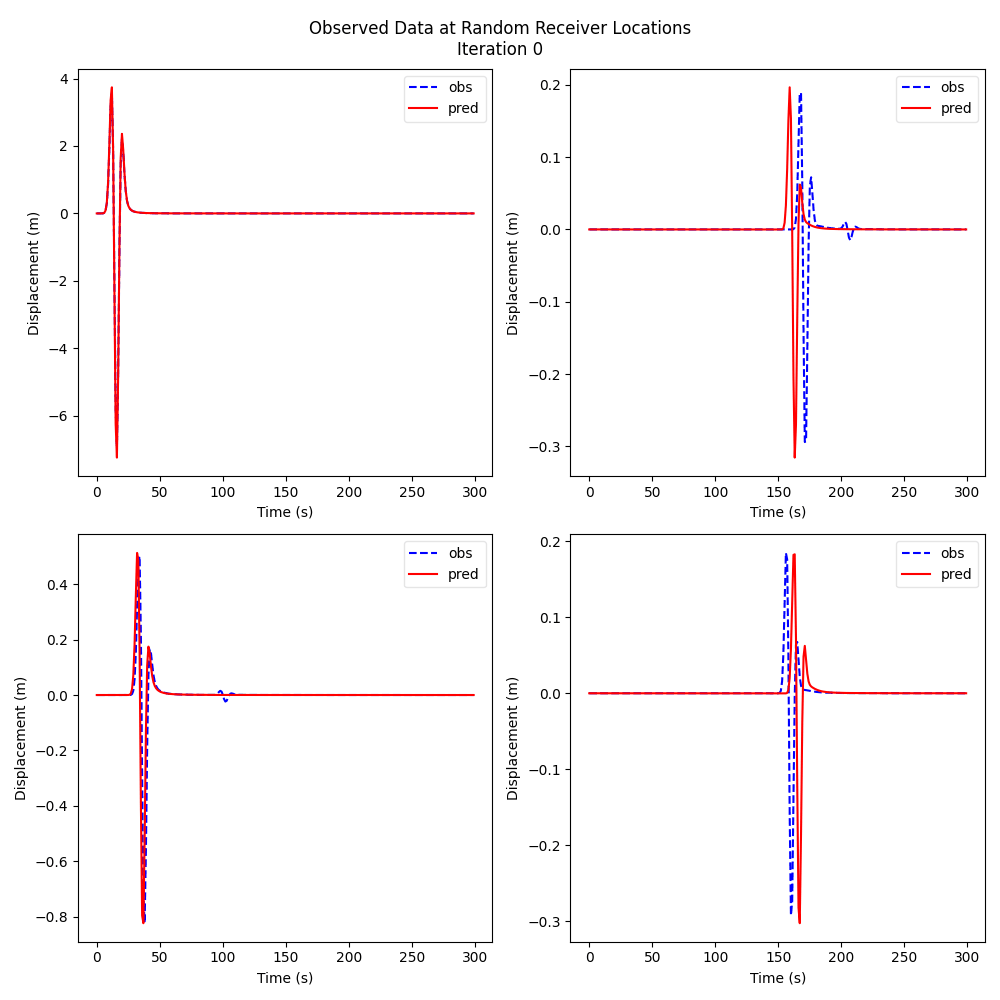 Observed Data at Random Receiver Locations
Iteration 0
4
2
0
−2
−4
−6
Displacement (m)
0 50 100 150 200 250 300
Time (s)
obs
pred
0.2
0.1
0.0
−0.1
−0.2
−0.3
Displacement (m)
0 50 100 150 200 250 300
Time (s)
obs
pred
0.4
0.2
0.0
−0.2
−0.4
−0.6
−0.8
Displacement (m)
0 50 100 150 200 250 300
Time (s)
obs
pred
0.2
0.1
0.0
−0.1
−0.2
−0.3
Displacement (m)
0 50 100 150 200 250 300
Time (s)
obs
pred